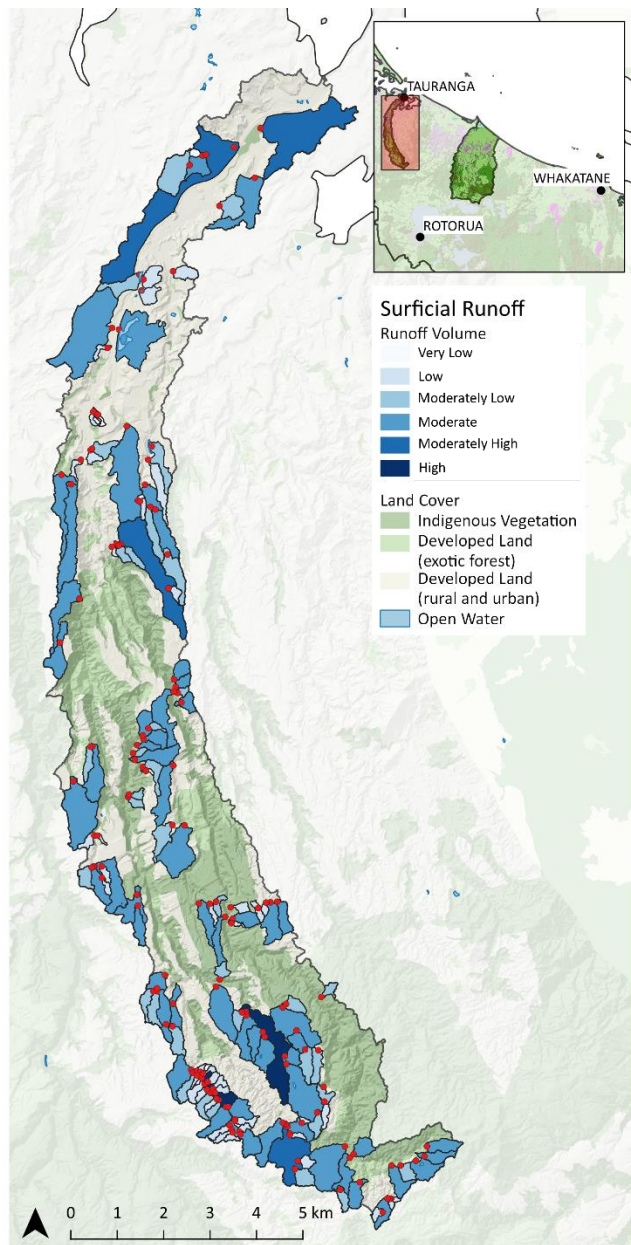 TAURANGA
WHAKATANE
ROTORUA
Surficial Runoff
Runoff Volume
Very Low
Low
Moderately Low
Moderate
Moderately High
High
Land Cover
Indigenous Vegetation
Developed Land
(exotic forest)
Developed Land
(rural and urban)
Open Water
0 1 2 3 4 5 km